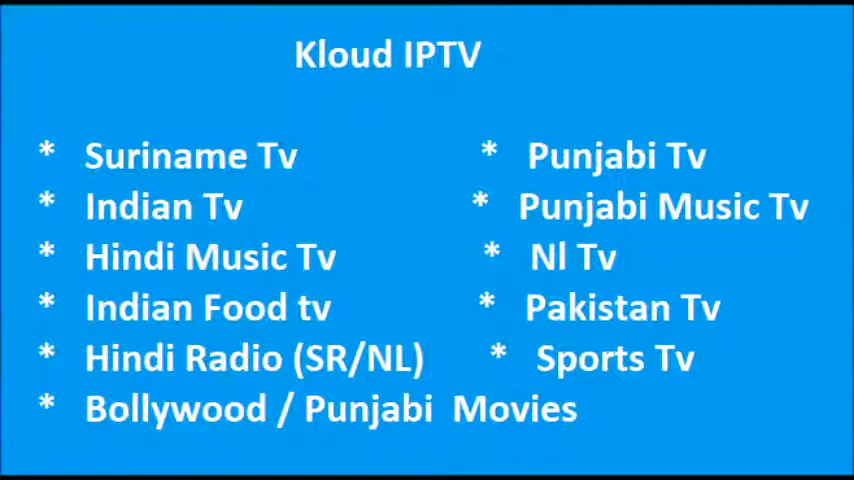 Kloud IPTV
* Suriname Tv * Punjabi Tv
* Indian Tv * Punjabi Music Tv
* Hindi Music Tv * Nl Tv
* Indian Food tv * Pakistan Tv
* Hindi Radio (SR/NL) * Sports Tv
* Bollywood / Punjabi Movies